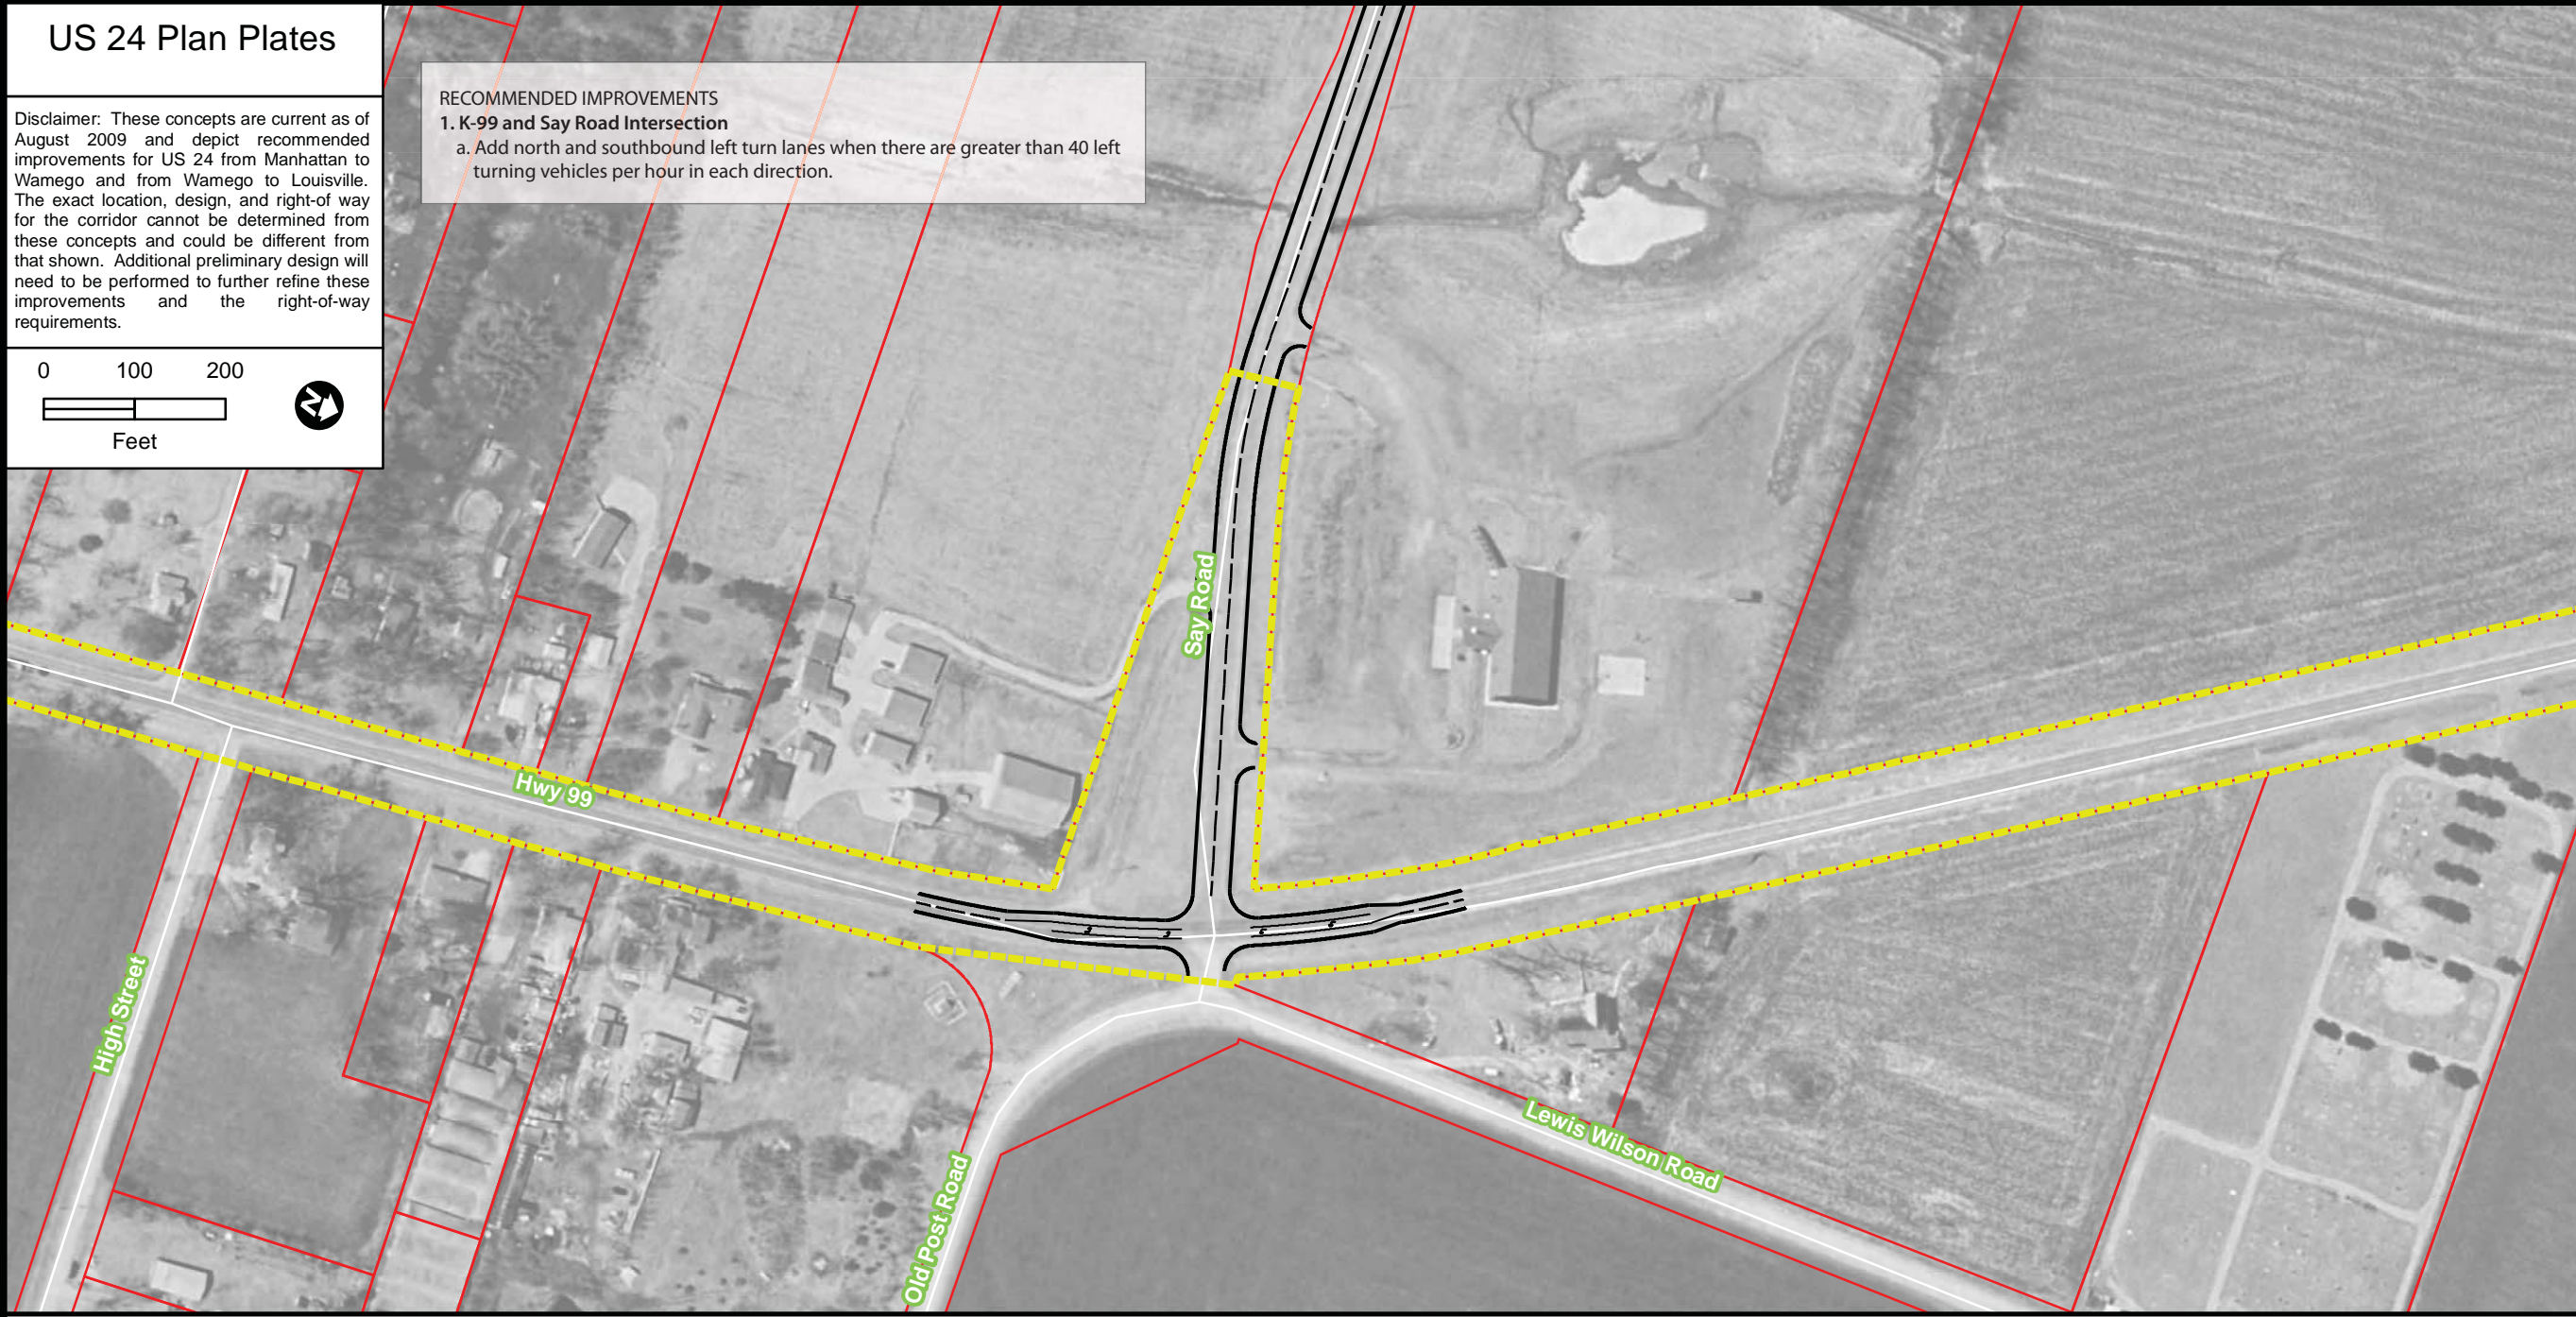 US 24 Plan Plates
Disclaimer: These concepts are current as of
August 2009 and depict recommended
improvements for US 24 from Manhattan to
Wamego and from Wamego to Louisville.
The exact location, design, and right-of way
for the corridor cannot be determined from
these concepts and could be different from
that shown. Additional preliminary design will
need to be performed to further refine these
improvements and the right-of-way
requirements.
0 100 200
Feet
N
RECOMMENDED IMPROVEMENTS
1. K-99 and Say Road Intersection
a. Add north and southbound left turn lanes when there are greater than 40 left
turning vehicles per hour in each direction.
Say Road
Hwy 99
High Street
Old Post Road
Lewis Wilson Road